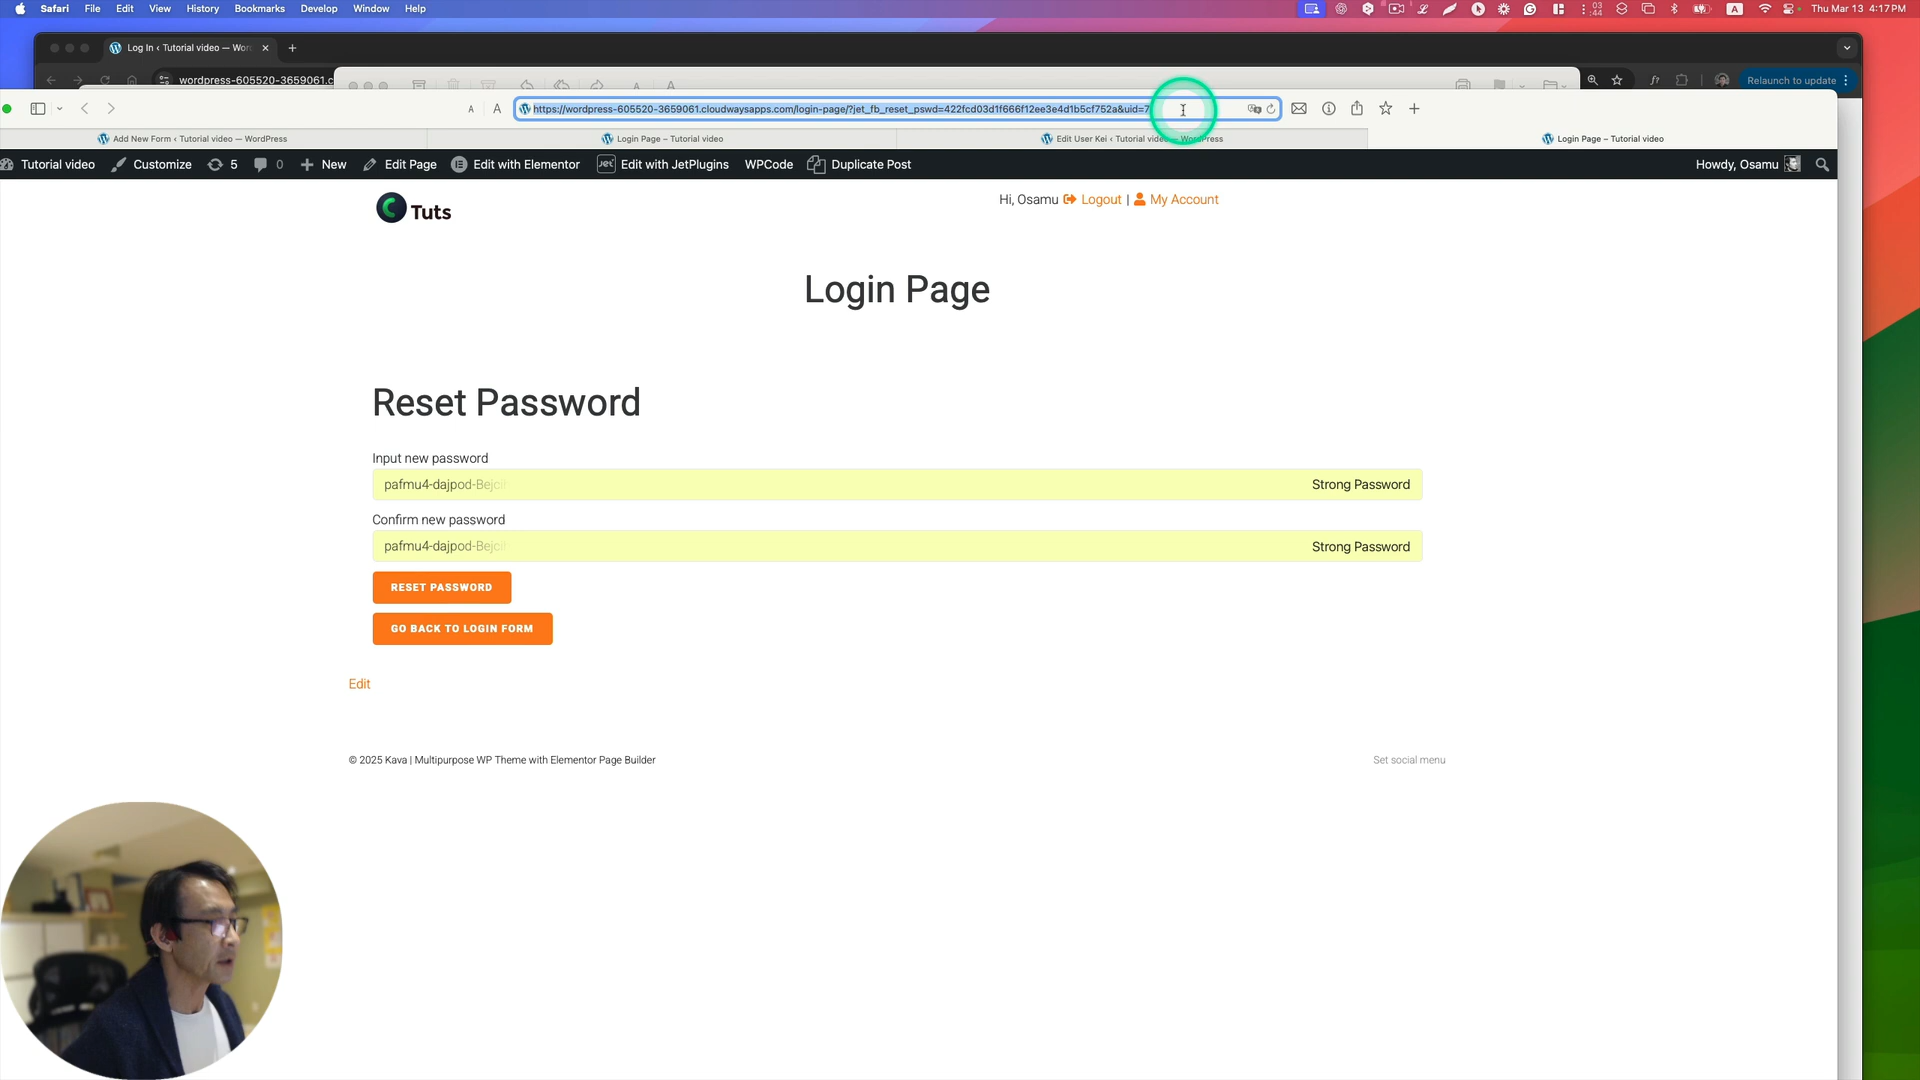 Safari File Edit View History Bookmarks Develop Window Help
03
:44
A
Thu Mar 13 4:17 PM
Log In ‹ Tutorial video — Wor
wordpress-605520-3659061.c
Relaunch to update
A A
https://wordpress-605520-3659061.cloudwaysapps.com/login-page/?jet_fb_reset_pswd=422fcd03d1f666f12ee3e4d1b5cf752a&uid=7
Add New Form ‹ Tutorial video — WordPress
Login Page – Tutorial video
Edit User Kei ‹ Tutorial video — WordPress
Login Page – Tutorial video
Tutorial video Customize 5 0 New Edit Page Edit with Elementor Jet Edit with JetPlugins WPCode Duplicate Post
Howdy, Osamu
Tuts
Hi, Osamu Logout | My Account
Login Page
Reset Password
Input new password
pafmu4-dajpod-Bejci
Strong Password
Confirm new password
pafmu4-dajpod-Bejci
Strong Password
RESET PASSWORD
GO BACK TO LOGIN FORM
Edit
© 2025 Kava | Multipurpose WP Theme with Elementor Page Builder
Set social menu